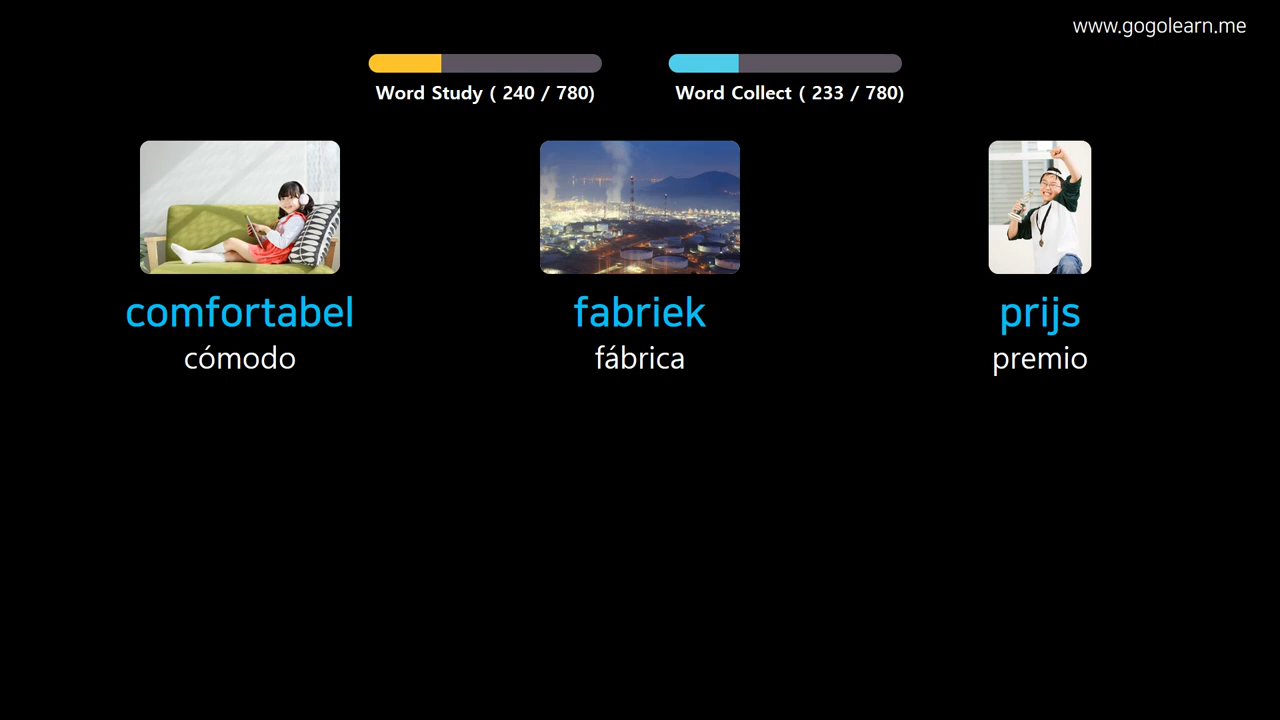 www.gogolearn.me
Word Study ( 240 / 780)
Word Collect ( 233 / 780)
comfortabel
cómodo
fabriek
fábrica
prijs
premio